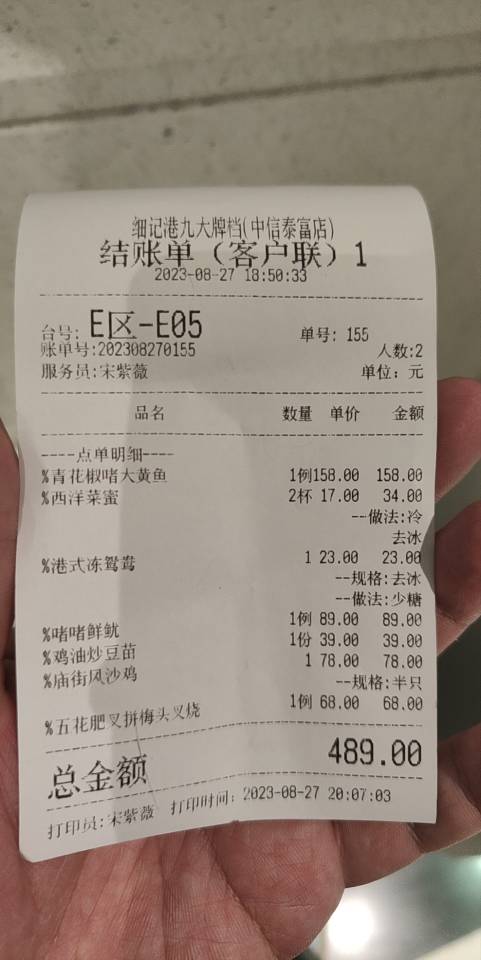 细记港九大牌档(中信泰富店)
结账单（客户联）1
2023-08-27 18:50:33
台号: E区-E05 单号: 155
账单号:202308270155 人数:2
服务员:宋紫薇 单位: 元
品名 数量 单价 金额
----点单明细----
%青花椒啫大黄鱼 1例158.00 158.00
%西洋菜蜜 2杯 17.00 34.00
--做法:冷
去冰
%港式冻鸳鸯 1 23.00 23.00
--规格:去冰
--做法:少糖
%啫啫鲜鱿 1例 89.00 89.00
%鸡油炒豆苗 1份 39.00 39.00
%庙街风沙鸡 1 78.00 78.00
--规格:半只
%五花肥叉拼梅头叉烧 1例 68.00 68.00
总金额 489.00
打印员:宋紫薇 打印时间: 2023-08-27 20:07:03